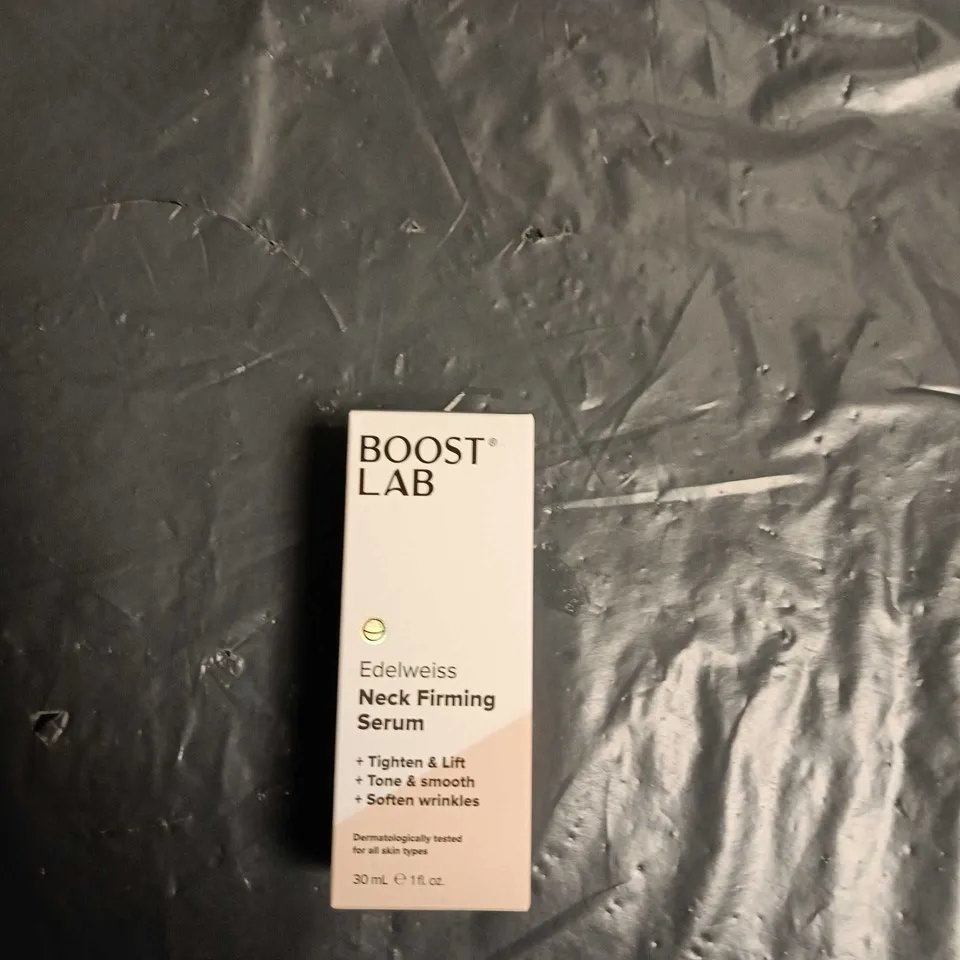 BOOST®
LAB
Edelweiss
Neck Firming
Serum
+ Tighten & Lift
+ Tone & smooth
+ Soften wrinkles
Dermatologically tested
for all skin types
30 mL ℮ 1 fl. oz.